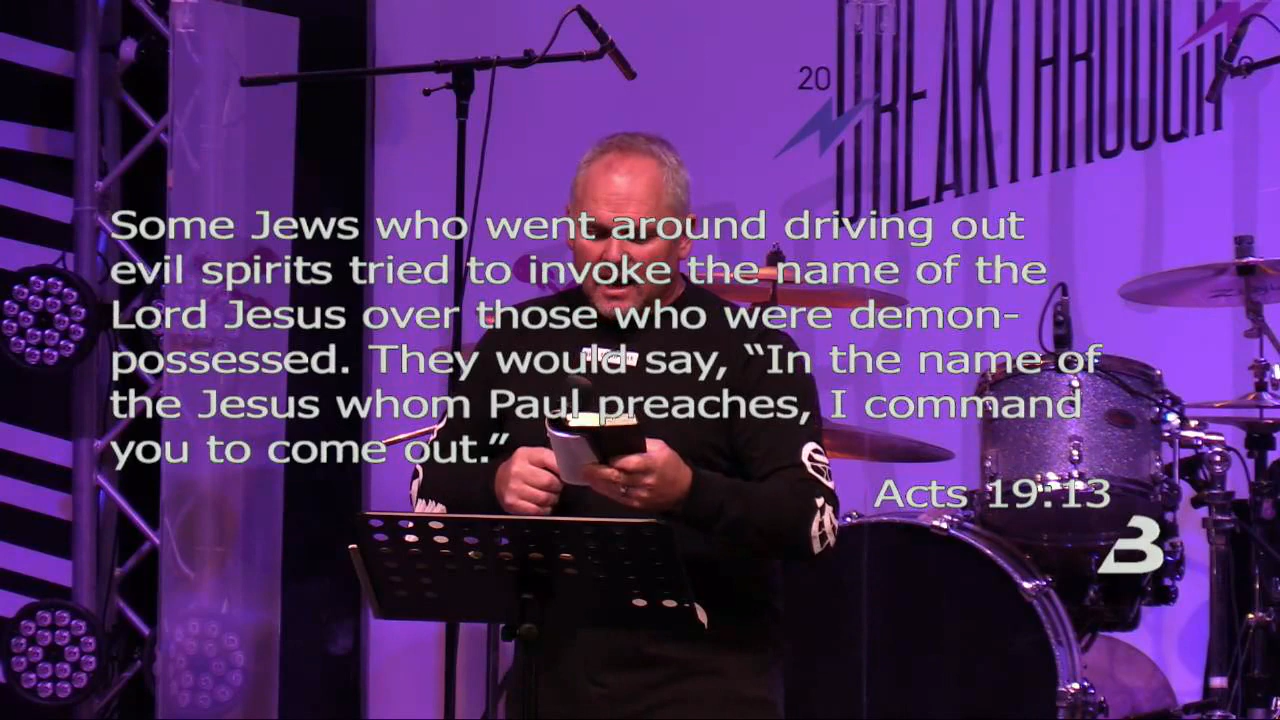 20
BREAKTHROUGH
Some Jews who went around driving out
evil spirits tried to invoke the name of the
Lord Jesus over those who were demon-
possessed. They would say, “In the name of
the Jesus whom Paul preaches, I command
you to come out.”
Acts 19:13
B